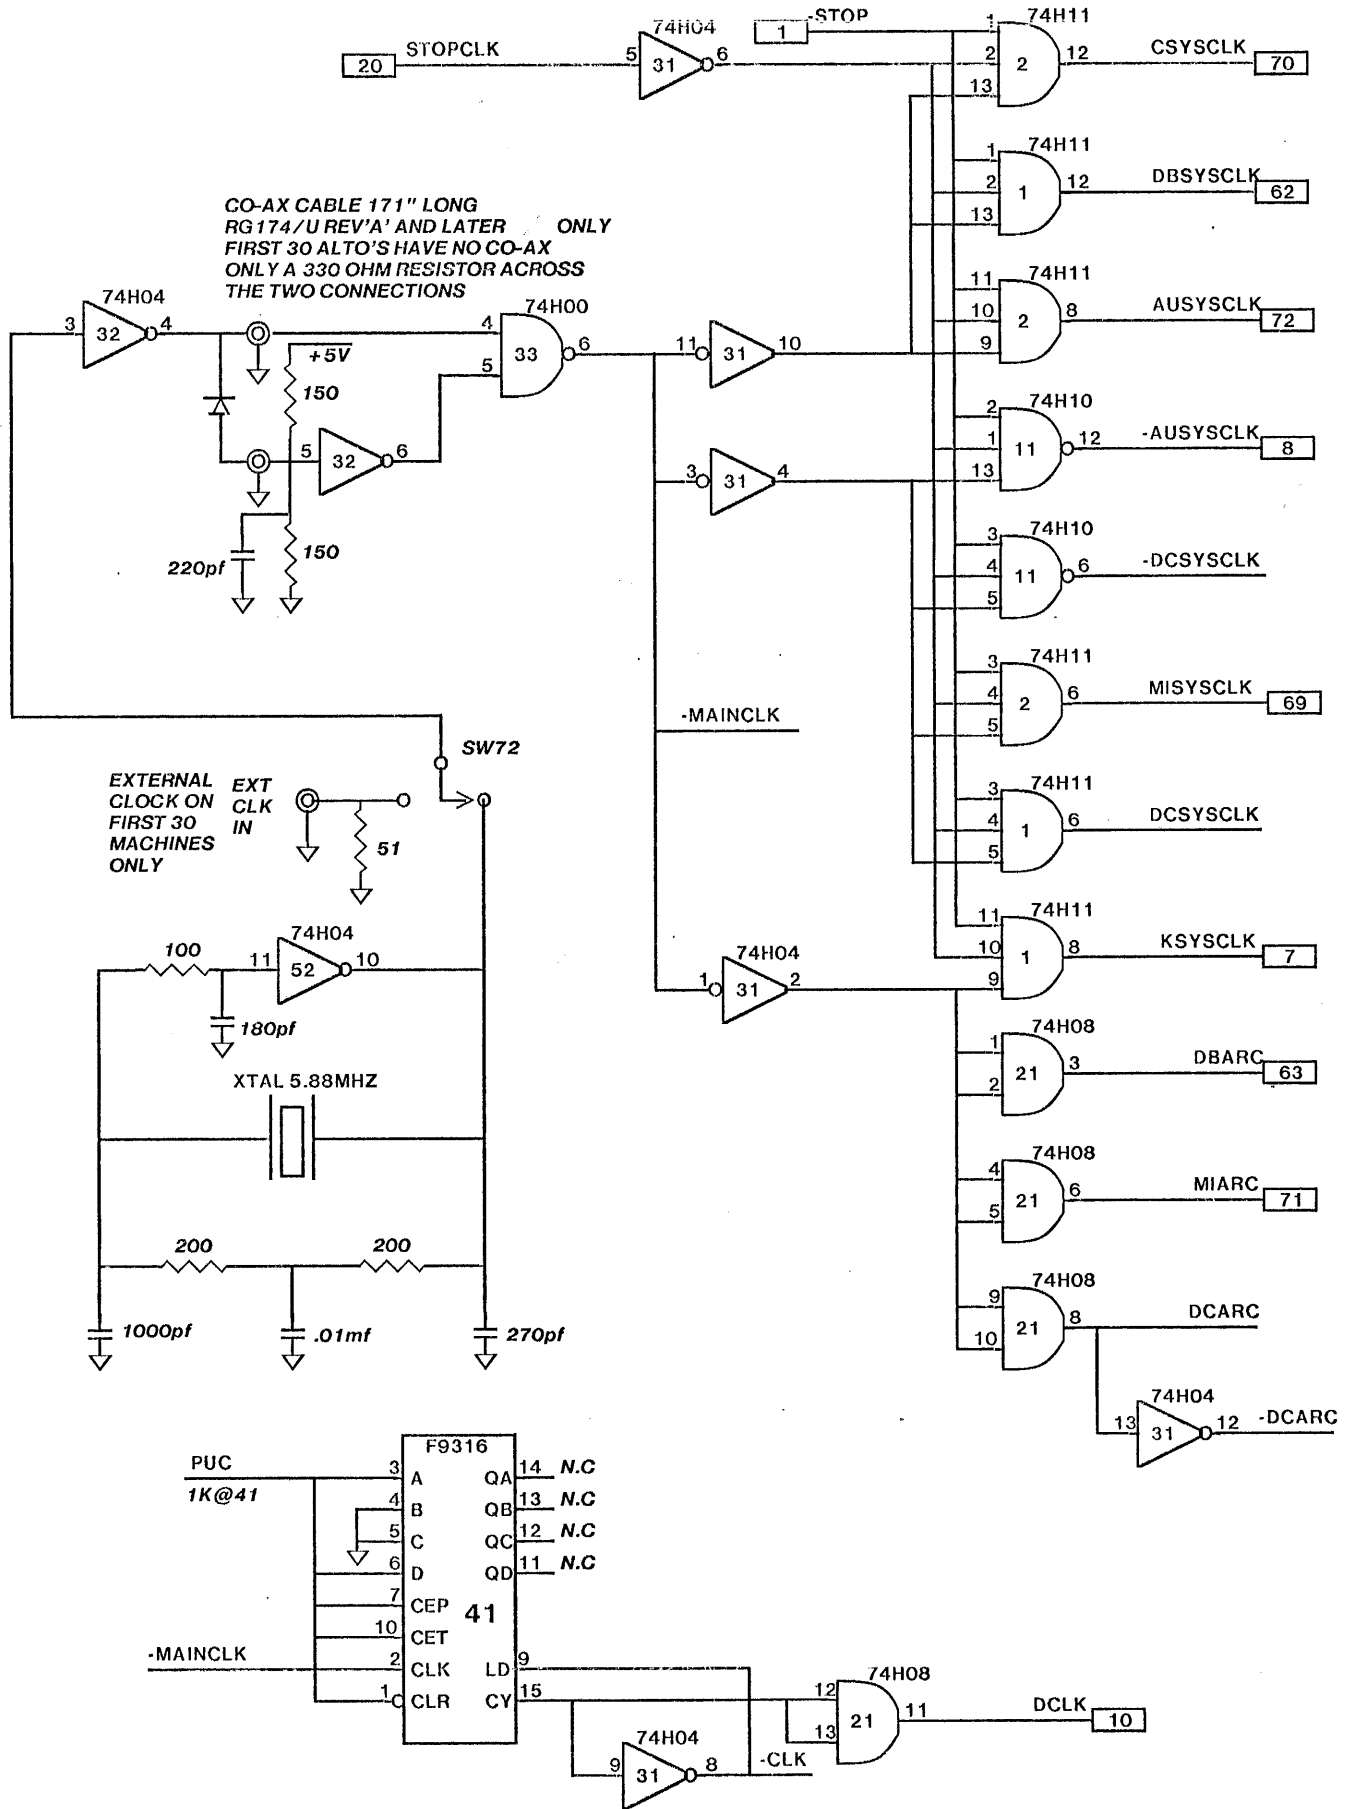 74H04
-STOP
74H11
STOPCLK
20
5
31
6
1
1
2
13
2
12
CSYSCLK
70
74H11
1
2
13
1
12
DBSYSCLK
62
CO-AX CABLE 171" LONG
RG174/U REV'A' AND LATER ONLY
FIRST 30 ALTO'S HAVE NO CO-AX
ONLY A 330 OHM RESISTOR ACROSS
THE TWO CONNECTIONS
74H11
11
10
9
2
8
AUSYSCLK
72
74H04
3
32
4
74H00
4
5
33
6
+5V
150
11
31
10
5
32
6
220pf
150
3
31
4
74H10
2
1
13
11
12
-AUSYSCLK
8
74H10
3
4
5
11
6
-DCSYSCLK
74H11
3
4
5
2
6
MISYSCLK
69
-MAINCLK
SW72
EXTERNAL
CLOCK ON
FIRST 30
MACHINES
ONLY
EXT
CLK
IN
51
74H11
3
4
5
1
6
DCSYSCLK
74H11
11
10
9
1
8
KSYSCLK
7
100
74H04
11
52
10
180pf
74H04
1
31
2
74H08
1
2
21
3
DBARC
63
XTAL 5.88MHZ
74H08
4
5
21
6
MIARC
71
200
200
1000pf
.01mf
270pf
74H08
9
10
21
8
DCARC
74H04
13
31
12
-DCARC
F9316
PUC
1K@41
3
A
QA
14
N.C
4
B
QB
13
N.C
5
C
QC
12
N.C
6
D
QD
11
N.C
7
CEP
41
10
CET
-MAINCLK
2
CLK
LD
9
1
CLR
CY
15
74H08
12
13
21
11
DCLK
10
74H04
9
31
8
-CLK